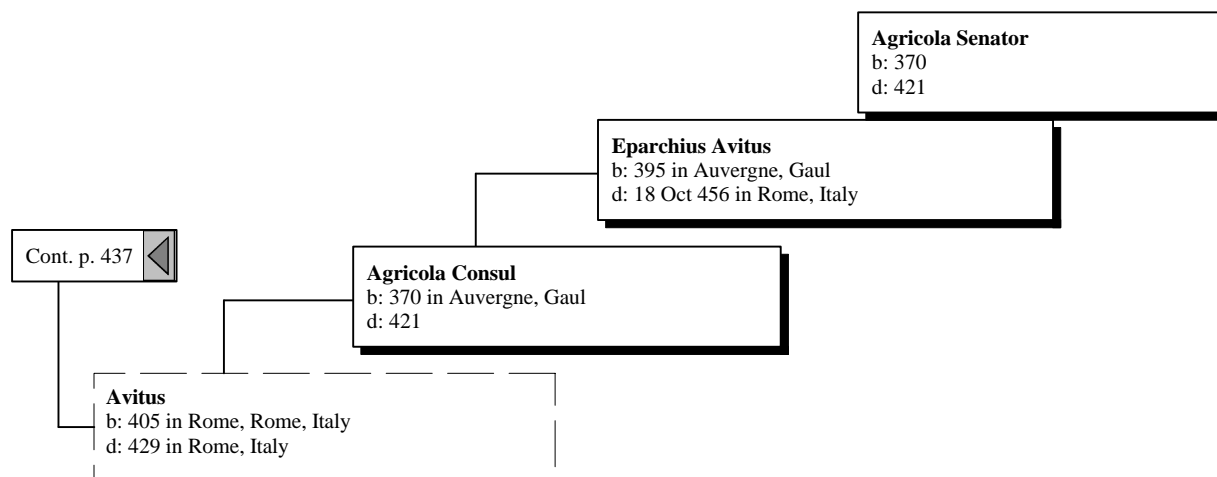 Agricola Senator
b: 370
d: 421
Eparchius Avitus
b: 395 in Auvergne, Gaul
d: 18 Oct 456 in Rome, Italy
Cont. p. 437
Agricola Consul
b: 370 in Auvergne, Gaul
d: 421
Avitus
b: 405 in Rome, Rome, Italy
d: 429 in Rome, Italy